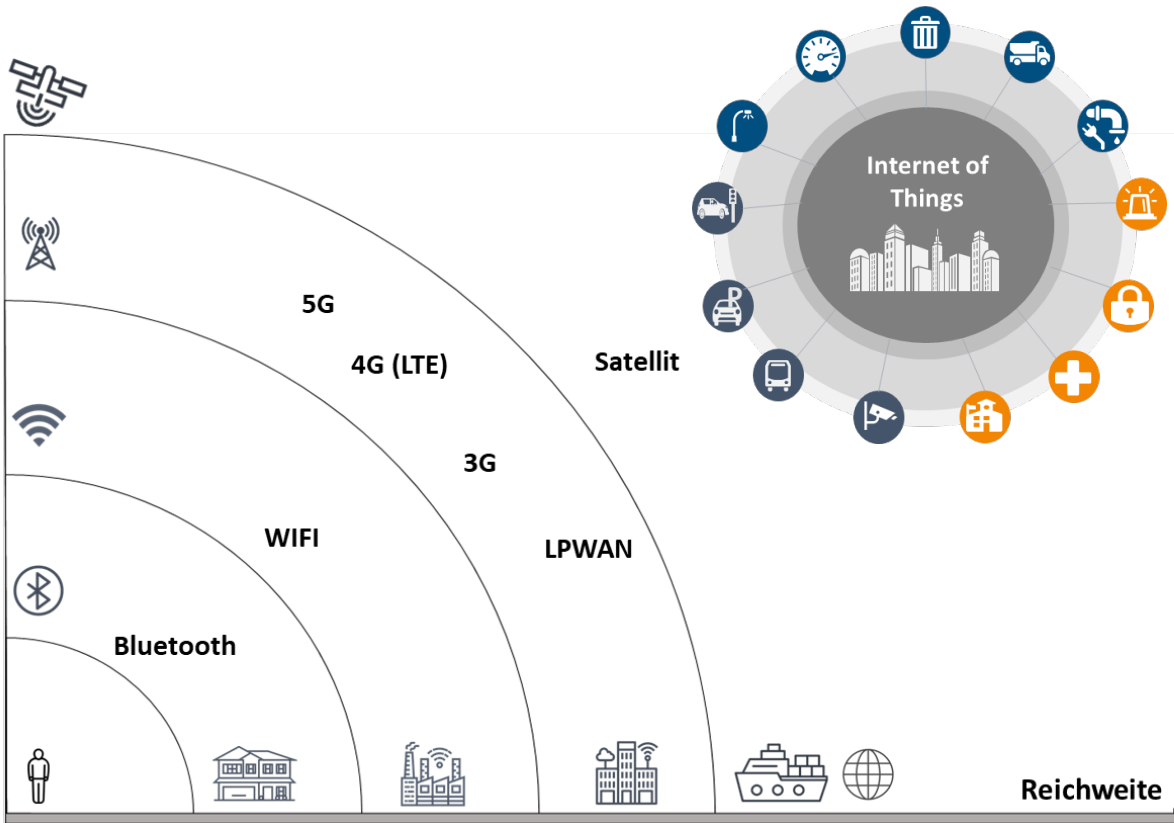 Internet of
Things
P
5G
4G (LTE)
Satellit
3G
WIFI
LPWAN
Bluetooth
Reichweite